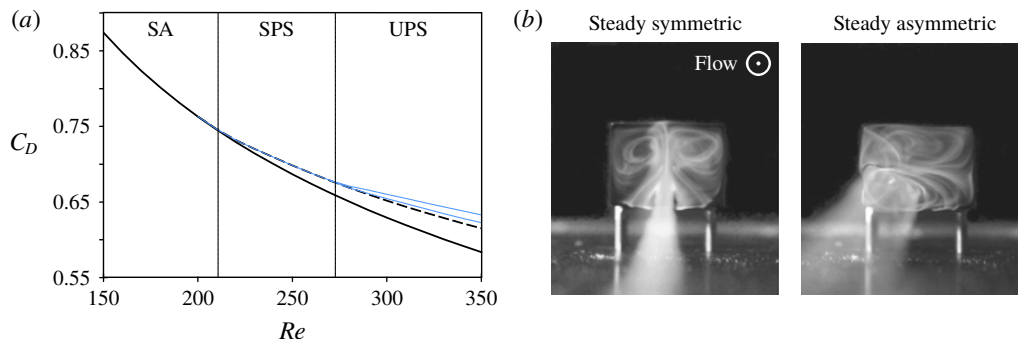 (a)
SA
SPS
UPS
0.85
0.75
0.65
0.55
C_D
150
200
250
300
350
Re
(b)
Steady symmetric
Steady asymmetric
Flow